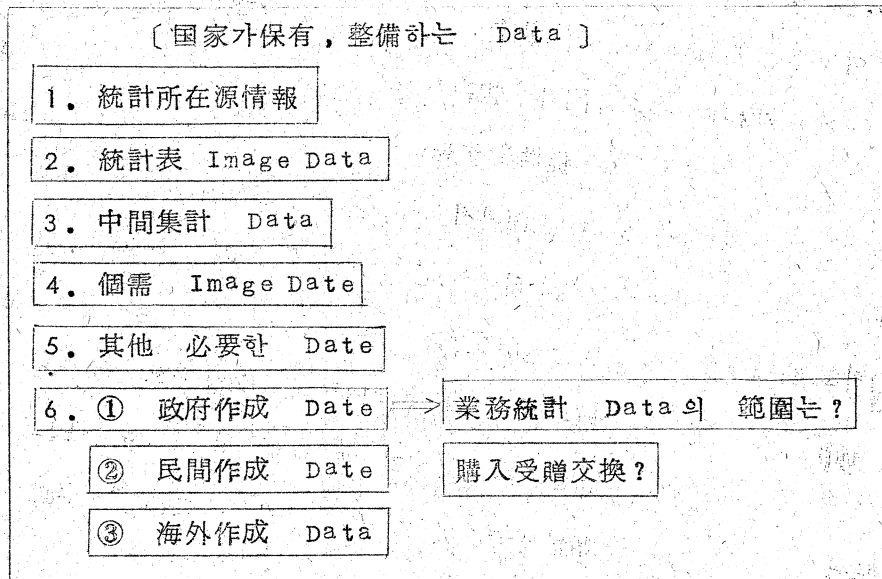 〔国家가保有, 整備하는 Data〕
1. 統計所在源情報
2. 統計表 Image Data
3. 中間集計 Data
4. 個需 Image Date
5. 其他 必要한 Date
6. ① 政府作成 Date → 業務統計 Data의 範圍는?
② 民間作成 Date 購入受贈交換?
③ 海外作成 Data